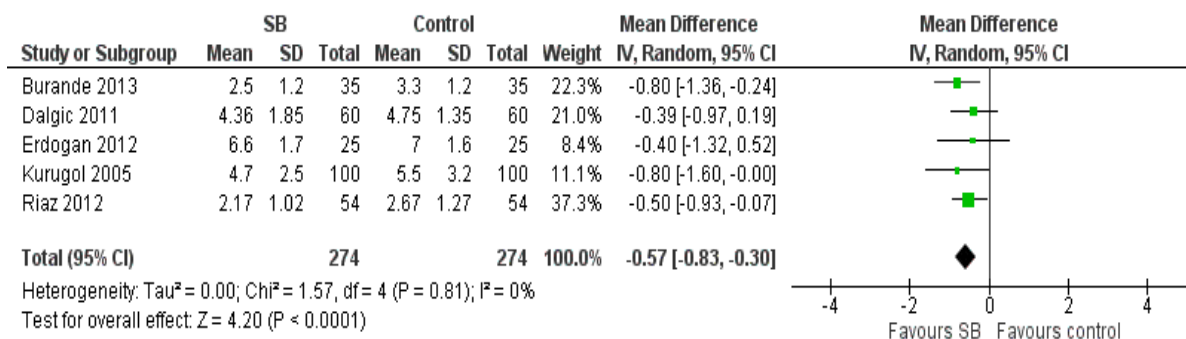 SB Control Mean Difference Mean Difference
Study or Subgroup Mean SD Total Mean SD Total Weight IV, Random, 95% CI IV, Random, 95% CI
Burande 2013 2.5 1.2 35 3.3 1.2 35 22.3% -0.80 [-1.36, -0.24]
Dalgic 2011 4.36 1.85 60 4.75 1.35 60 21.0% -0.39 [-0.97, 0.19]
Erdogan 2012 6.6 1.7 25 7 1.6 25 8.4% -0.40 [-1.32, 0.52]
Kurugol 2005 4.7 2.5 100 5.5 3.2 100 11.1% -0.80 [-1.60, -0.00]
Riaz 2012 2.17 1.02 54 2.67 1.27 54 37.3% -0.50 [-0.93, -0.07]
Total (95% CI) 274 274 100.0% -0.57 [-0.83, -0.30]
Heterogeneity: Tau² = 0.00; Chi² = 1.57, df = 4 (P = 0.81); I² = 0%
Test for overall effect: Z = 4.20 (P < 0.0001)
-4 -2 0 2 4
Favours SB Favours control